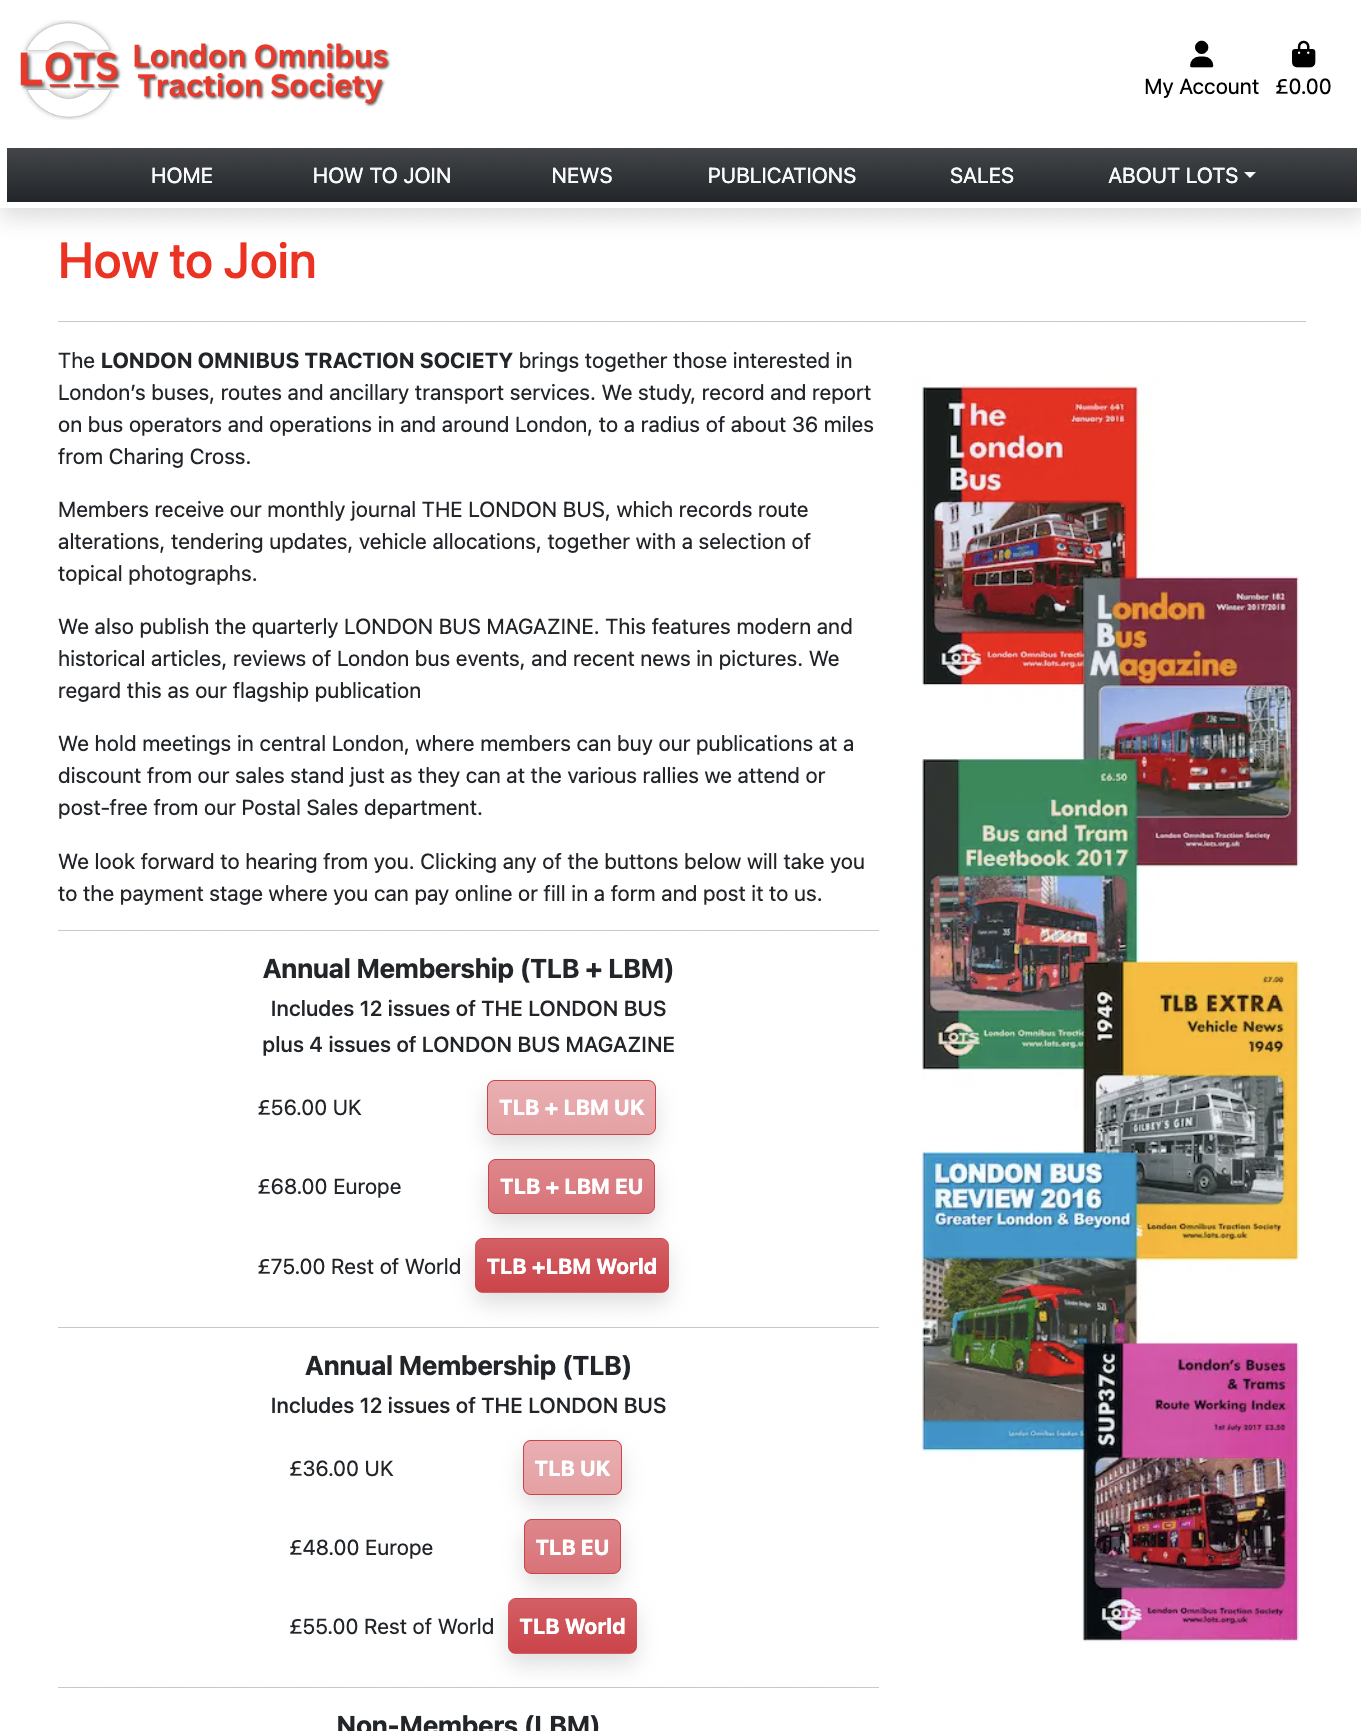 LOTS
London Omnibus
Traction Society
My Account £0.00
HOME HOW TO JOIN NEWS PUBLICATIONS SALES ABOUT LOTS
How to Join
The LONDON OMNIBUS TRACTION SOCIETY brings together those interested in
London’s buses, routes and ancillary transport services. We study, record and report
on bus operators and operations in and around London, to a radius of about 36 miles
from Charing Cross.
Members receive our monthly journal THE LONDON BUS, which records route
alterations, tendering updates, vehicle allocations, together with a selection of
topical photographs.
We also publish the quarterly LONDON BUS MAGAZINE. This features modern and
historical articles, reviews of London bus events, and recent news in pictures. We
regard this as our flagship publication
We hold meetings in central London, where members can buy our publications at a
discount from our sales stand just as they can at the various rallies we attend or
post-free from our Postal Sales department.
We look forward to hearing from you. Clicking any of the buttons below will take you
to the payment stage where you can pay online or fill in a form and post it to us.
Annual Membership (TLB + LBM)
Includes 12 issues of THE LONDON BUS
plus 4 issues of LONDON BUS MAGAZINE
£56.00 UK TLB + LBM UK
£68.00 Europe TLB + LBM EU
£75.00 Rest of World TLB +LBM World
Annual Membership (TLB)
Includes 12 issues of THE LONDON BUS
£36.00 UK TLB UK
£48.00 Europe TLB EU
£55.00 Rest of World TLB World
Non-Members (LBM)
The
London
Bus
Number 641
January 2018
LOTS
London Omnibus Tracti
www.lots.org.u
London
Bus
Magazine
Number 182
Winter 2017/2018
London Omnibus Traction Society
www.lots.org.uk
£6.50
London
Bus and Tram
Fleetbook 2017
35
LOTS
London Omnibus Tracti
www.lots.org.u
1949
£7.00
TLB EXTRA
Vehicle News
1949
GILBEY'S GIN
London Omnibus Traction Society
www.lots.org.uk
LONDON BUS
REVIEW 2016
Greater London & Beyond
521
London Omnibus Traction S
SUP37cc
London's Buses
& Trams
Route Working Index
1st July 2017 £3.50
LOTS
London Omnibus Traction Society
www.lots.org.uk